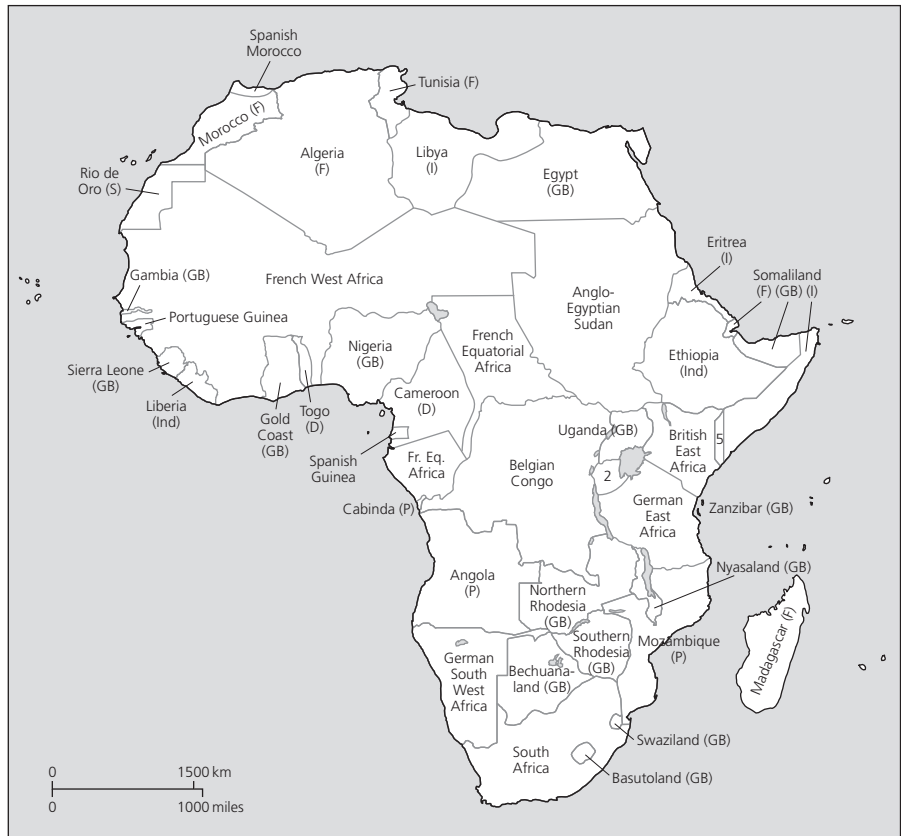 Spanish
Morocco
Tunisia (F)
Morocco (F)
Algeria
(F)
Libya
(I)
Egypt
(GB)
Rio de
Oro (S)
Eritrea
(I)
Somaliland
(F) (GB) (I)
Gambia (GB)
French West Africa
Anglo-
Egyptian
Sudan
Portuguese Guinea
Nigeria
(GB)
French
Equatorial
Africa
Ethiopia
(Ind)
Sierra Leone
(GB)
Liberia
(Ind)
Gold
Coast
(GB)
Togo
(D)
Cameroon
(D)
Spanish
Guinea
Fr. Eq.
Africa
Uganda (GB)
British
East
Africa
5
Belgian
Congo
2
Cabinda (P)
German
East
Africa
Zanzibar (GB)
Nyasaland (GB)
Angola
(P)
Northern
Rhodesia
(GB)
Southern
Rhodesia
(GB)
Mozambique
(P)
Madagascar (F)
German
South
West
Africa
Bechuana-
land (GB)
Swaziland (GB)
South
Africa
Basutoland (GB)
0 1500 km
0 1000 miles